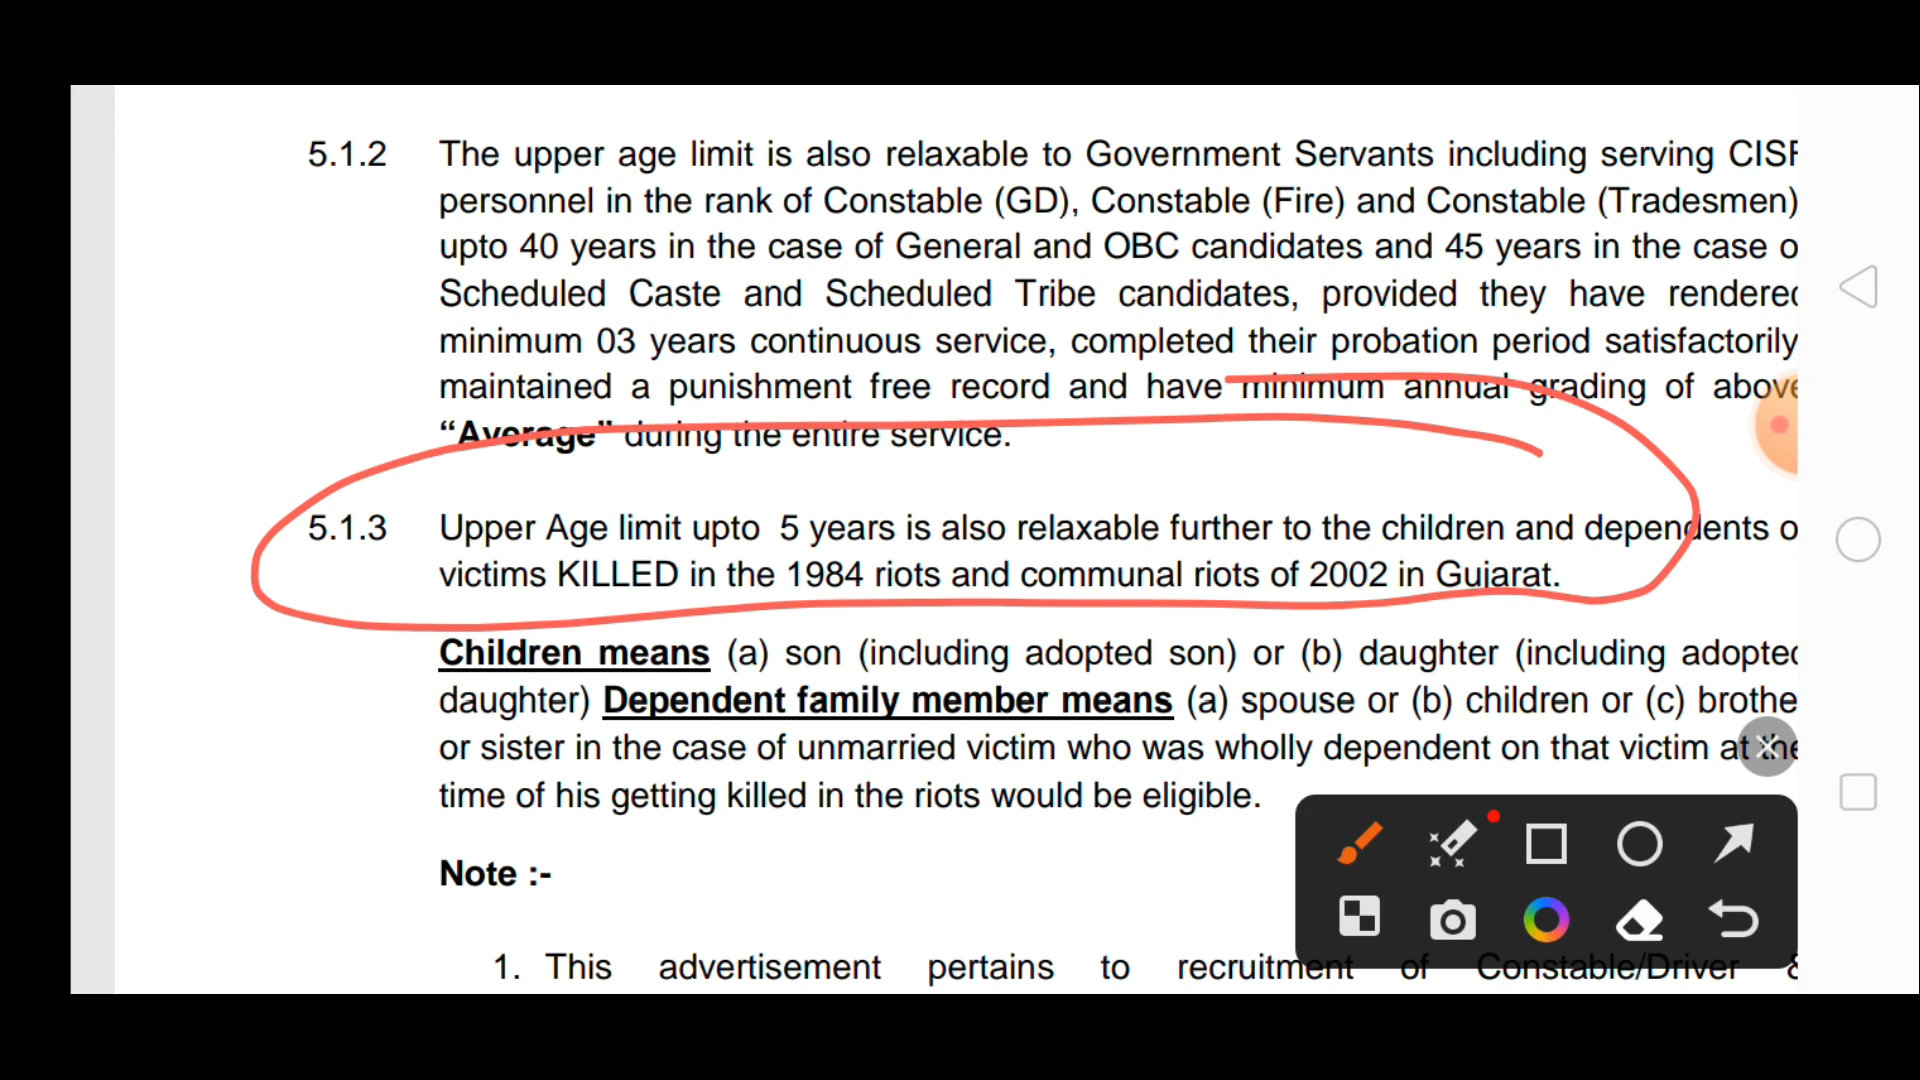 5.1.2 The upper age limit is also relaxable to Government Servants including serving CISF
personnel in the rank of Constable (GD), Constable (Fire) and Constable (Tradesmen)
upto 40 years in the case of General and OBC candidates and 45 years in the case o
Scheduled Caste and Scheduled Tribe candidates, provided they have rendered
minimum 03 years continuous service, completed their probation period satisfactorily
maintained a punishment free record and have minimum annual grading of above
“Average” during the entire service.
5.1.3 Upper Age limit upto 5 years is also relaxable further to the children and dependents o
victims KILLED in the 1984 riots and communal riots of 2002 in Gujarat.
Children means (a) son (including adopted son) or (b) daughter (including adopted
daughter) Dependent family member means (a) spouse or (b) children or (c) brothe
or sister in the case of unmarried victim who was wholly dependent on that victim at the
time of his getting killed in the riots would be eligible.
Note :-
1. This advertisement pertains to recruitment of Constable/Driver &